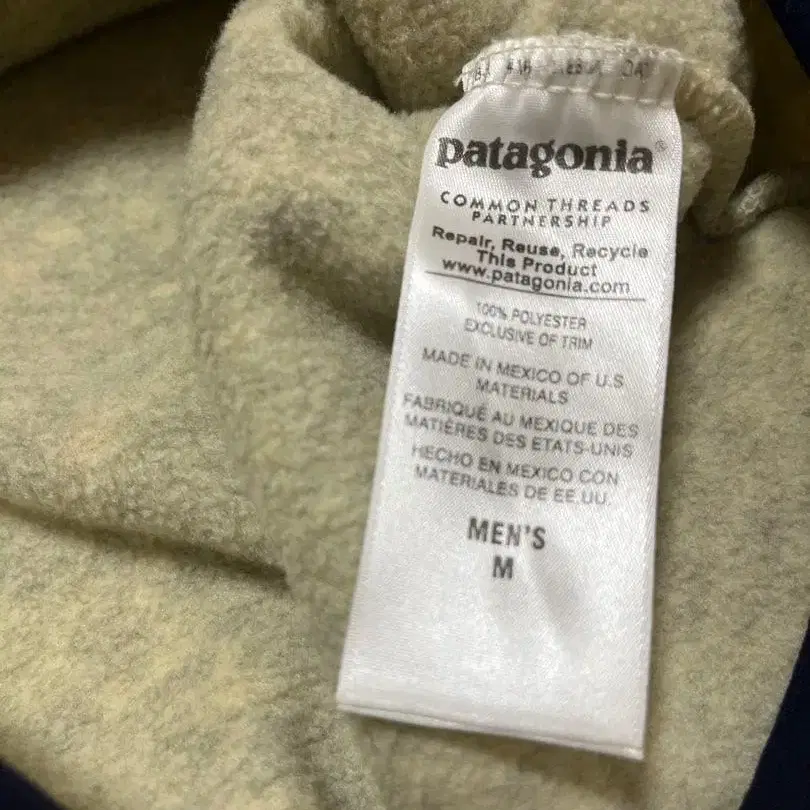 patagonia®
COMMON THREADS
PARTNERSHIP
Repair, Reuse, Recycle
This Product
www.patagonia.com
100% POLYESTER
EXCLUSIVE OF TRIM
MADE IN MEXICO OF U.S.
MATERIALS
FABRIQUÉ AU MEXIQUE DES
MATIÈRES DES ETATS-UNIS
HECHO EN MEXICO CON
MATERIALES DE EE.UU.
MEN'S
M